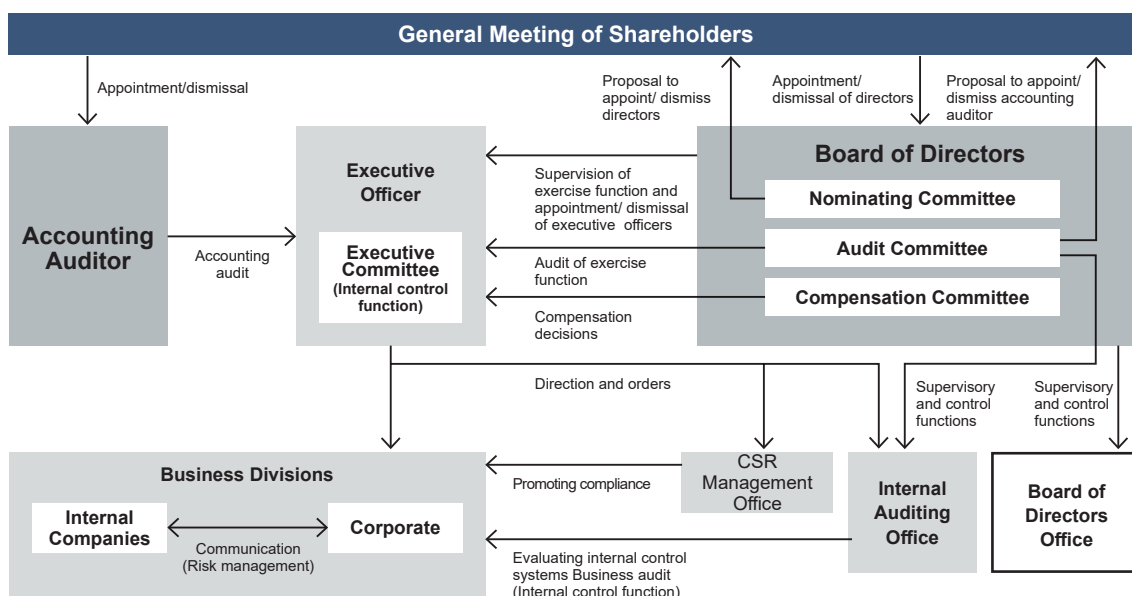 General Meeting of Shareholders
Appointment/dismissal
Proposal to
appoint/ dismiss
directors
Appointment/
dismissal of directors
Proposal to appoint/
dismiss accounting
auditor
Accounting
Auditor
Accounting
audit
Executive
Officer
Executive
Committee
(Internal control
function)
Supervision of
exercise function and
appointment/ dismissal
of executive officers
Audit of exercise
function
Compensation
decisions
Board of Directors
Nominating Committee
Audit Committee
Compensation Committee
Direction and orders
Supervisory
and control
functions
Supervisory
and control
functions
Business Divisions
Internal
Companies
Communication
(Risk management)
Corporate
Promoting compliance
CSR
Management
Office
Evaluating internal control
systems Business audit
(Internal control function)
Internal
Auditing
Office
Board of
Directors
Office